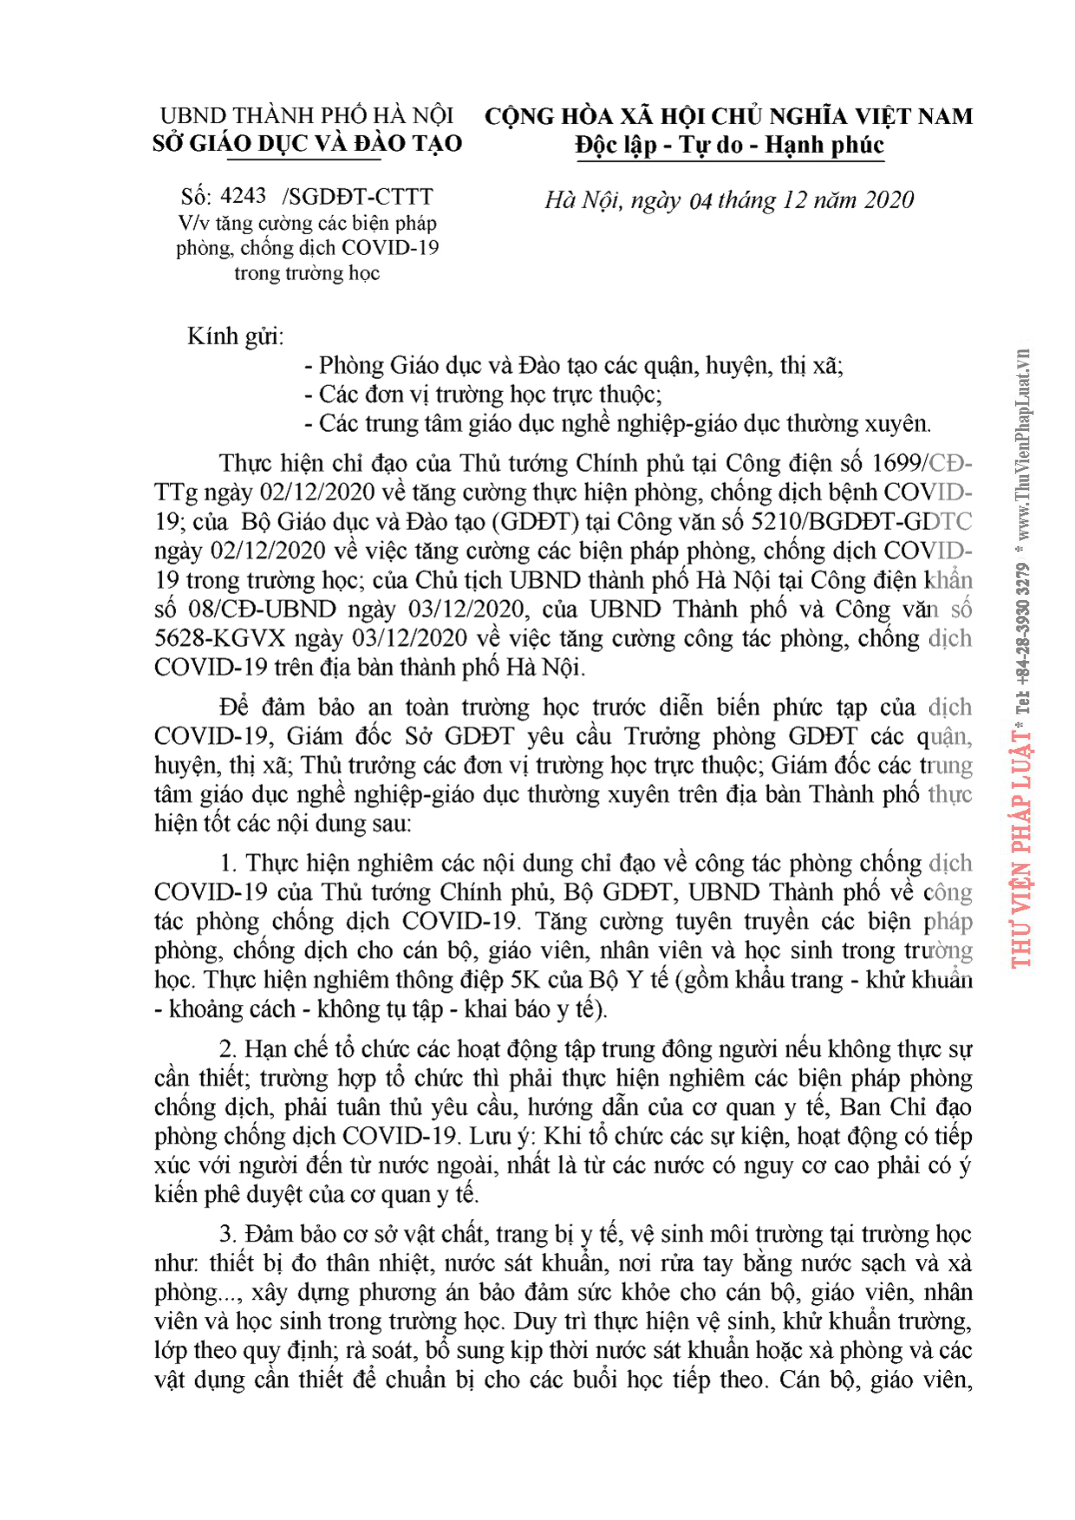 UBND THÀNH PHỐ HÀ NỘI
SỞ GIÁO DỤC VÀ ĐÀO TẠO
CỘNG HÒA XÃ HỘI CHỦ NGHĨA VIỆT NAM
Độc lập - Tự do - Hạnh phúc
Số: 4243 /SGDĐT-CTTT
V/v tăng cường các biện pháp
phòng, chống dịch COVID-19
trong trường học
Hà Nội, ngày 04 tháng 12 năm 2020
Kính gửi:
- Phòng Giáo dục và Đào tạo các quận, huyện, thị xã;
- Các đơn vị trường học trực thuộc;
- Các trung tâm giáo dục nghề nghiệp-giáo dục thường xuyên.
Thực hiện chỉ đạo của Thủ tướng Chính phủ tại Công điện số 1699/CĐ-
TTg ngày 02/12/2020 về tăng cường thực hiện phòng, chống dịch bệnh COVID-
19; của Bộ Giáo dục và Đào tạo (GDĐT) tại Công văn số 5210/BGDĐT-GDTC
ngày 02/12/2020 về việc tăng cường các biện pháp phòng, chống dịch COVID-
19 trong trường học; của Chủ tịch UBND thành phố Hà Nội tại Công điện khẩn
số 08/CĐ-UBND ngày 03/12/2020, của UBND Thành phố và Công văn số
5628-KGVX ngày 03/12/2020 về việc tăng cường công tác phòng, chống dịch
COVID-19 trên địa bàn thành phố Hà Nội.
Để đảm bảo an toàn trường học trước diễn biến phức tạp của dịch
COVID-19, Giám đốc Sở GDĐT yêu cầu Trưởng phòng GDĐT các quận,
huyện, thị xã; Thủ trưởng các đơn vị trường học trực thuộc; Giám đốc các trung
tâm giáo dục nghề nghiệp-giáo dục thường xuyên trên địa bàn Thành phố thực
hiện tốt các nội dung sau:
1. Thực hiện nghiêm các nội dung chỉ đạo về công tác phòng chống dịch
COVID-19 của Thủ tướng Chính phủ, Bộ GDĐT, UBND Thành phố về công
tác phòng chống dịch COVID-19. Tăng cường tuyên truyền các biện pháp
phòng, chống dịch cho cán bộ, giáo viên, nhân viên và học sinh trong trường
học. Thực hiện nghiêm thông điệp 5K của Bộ Y tế (gồm khẩu trang - khử khuẩn
- khoảng cách - không tụ tập - khai báo y tế).
2. Hạn chế tổ chức các hoạt động tập trung đông người nếu không thực sự
cần thiết; trường hợp tổ chức thì phải thực hiện nghiêm các biện pháp phòng
chống dịch, phải tuân thủ yêu cầu, hướng dẫn của cơ quan y tế, Ban Chỉ đạo
phòng chống dịch COVID-19. Lưu ý: Khi tổ chức các sự kiện, hoạt động có tiếp
xúc với người đến từ nước ngoài, nhất là từ các nước có nguy cơ cao phải có ý
kiến phê duyệt của cơ quan y tế.
3. Đảm bảo cơ sở vật chất, trang bị y tế, vệ sinh môi trường tại trường học
như: thiết bị đo thân nhiệt, nước sát khuẩn, nơi rửa tay bằng nước sạch và xà
phòng..., xây dựng phương án bảo đảm sức khỏe cho cán bộ, giáo viên, nhân
viên và học sinh trong trường học. Duy trì thực hiện vệ sinh, khử khuẩn trường,
lớp theo quy định; rà soát, bổ sung kịp thời nước sát khuẩn hoặc xà phòng và các
vật dụng cần thiết để chuẩn bị cho các buổi học tiếp theo. Cán bộ, giáo viên,
THƯ VIỆN PHÁP LUẬT * Tel: +84-28-3930 3279 * www.ThuVienPhapLuat.vn